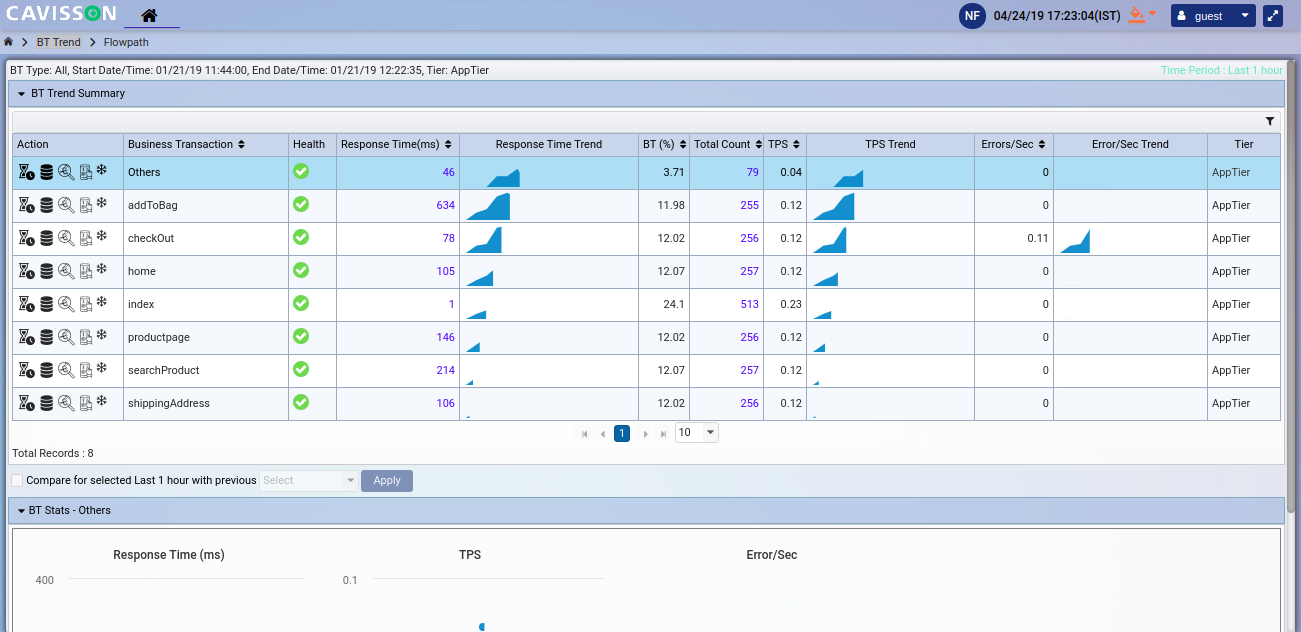 CAVISSON
NF 04/24/19 17:23:04(IST) guest
BT Trend Flowpath
BT Type: All, Start Date/Time: 01/21/19 11:44:00, End Date/Time: 01/21/19 12:22:35, Tier: AppTier Time Period : Last 1 hour
BT Trend Summary
Action Business Transaction Health Response Time(ms) Response Time Trend BT (%) Total Count TPS TPS Trend Errors/Sec Error/Sec Trend Tier
Others 46 3.71 79 0.04 0 AppTier
addToBag 634 11.98 255 0.12 0 AppTier
checkOut 78 12.02 256 0.12 0.11 AppTier
home 105 12.07 257 0.12 0 AppTier
index 1 24.1 513 0.23 0 AppTier
productpage 146 12.02 256 0.12 0 AppTier
searchProduct 214 12.07 257 0.12 0 AppTier
shippingAddress 106 12.02 256 0.12 0 AppTier
1 10
Total Records : 8
Compare for selected Last 1 hour with previous Select Apply
BT Stats - Others
Response Time (ms) TPS Error/Sec
400 0.1